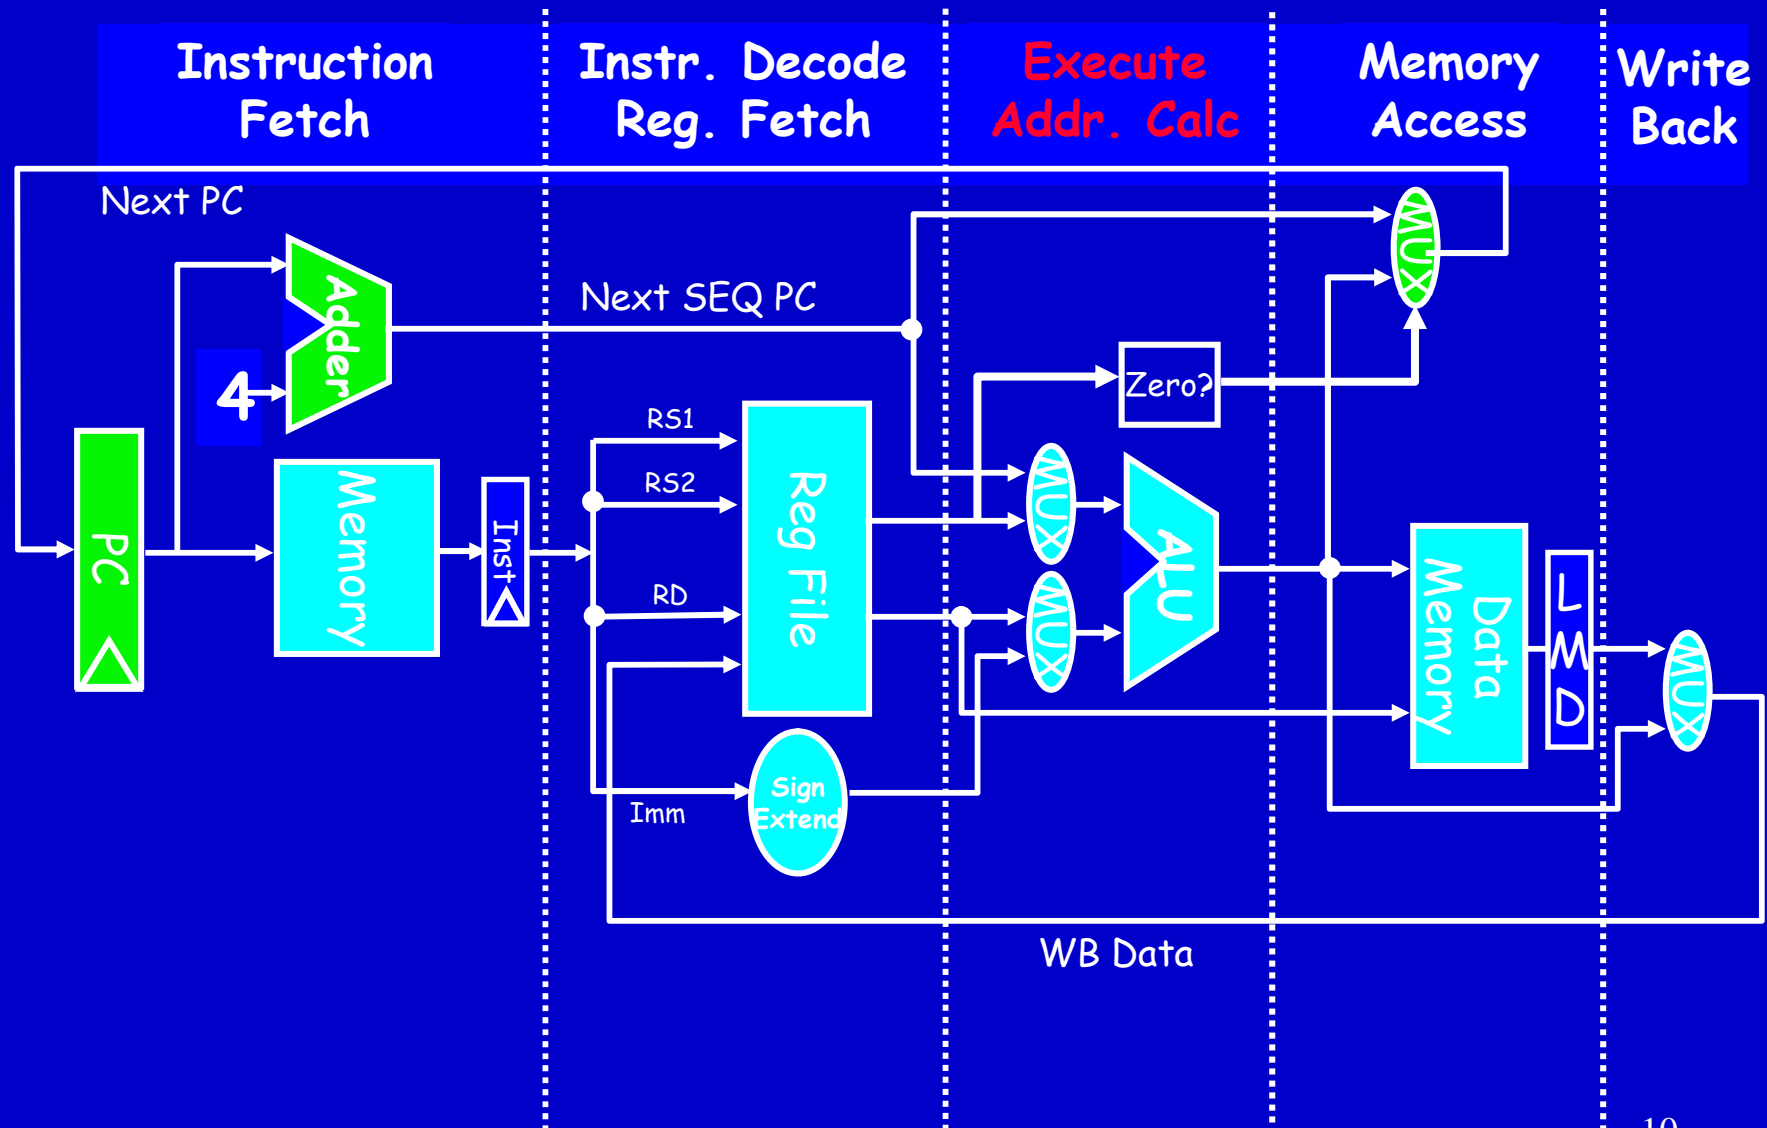 Instruction
Fetch
Instr. Decode
Reg. Fetch
Execute
Addr. Calc
Memory
Access
Write
Back
Next PC
Adder
4
Next SEQ PC
MUX
Zero?
RS1
RS2
RD
Imm
PC
Memory
Inst
Reg File
Sign
Extend
MUX
MUX
ALU
Data
Memory
L
M
D
MUX
WB Data
10